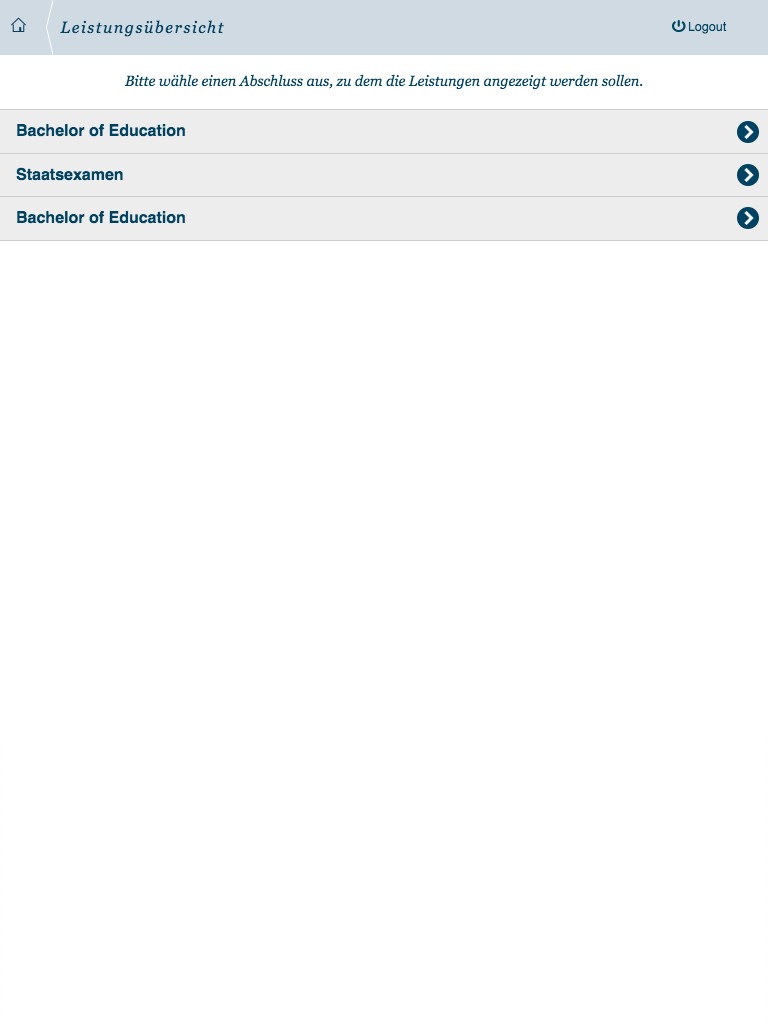 Leistungsübersicht
Logout
Bitte wähle einen Abschluss aus, zu dem die Leistungen angezeigt werden sollen.
Bachelor of Education
Staatsexamen
Bachelor of Education